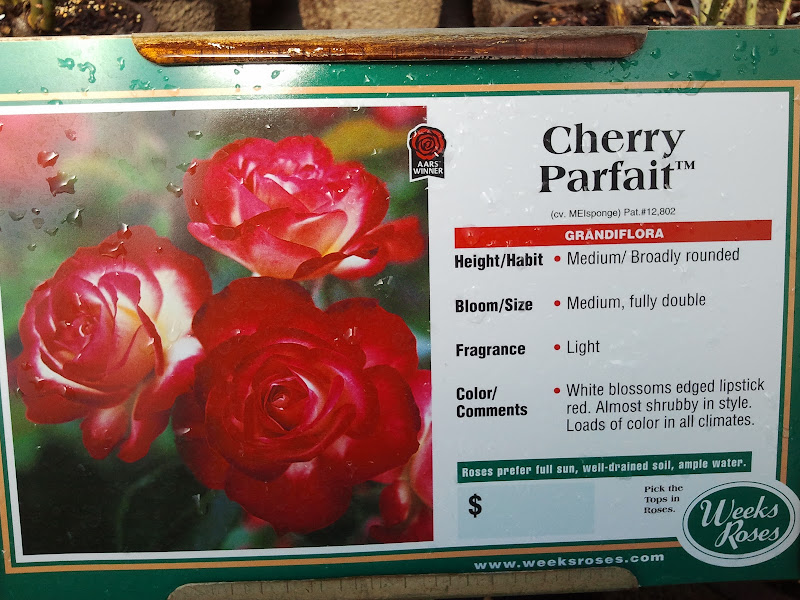 AARS™
WINNER
Cherry
Parfait™
(cv. MEIsponge) Pat.#12,802
GRANDIFLORA
Height/Habit • Medium/ Broadly rounded
Bloom/Size • Medium, fully double
Fragrance • Light
Color/
Comments • White blossoms edged lipstick
red. Almost shrubby in style.
Loads of color in all climates.
Roses prefer full sun, well-drained soil, ample water.
$
Pick the
Tops in
Roses.
Weeks
Roses
www.weeksroses.com